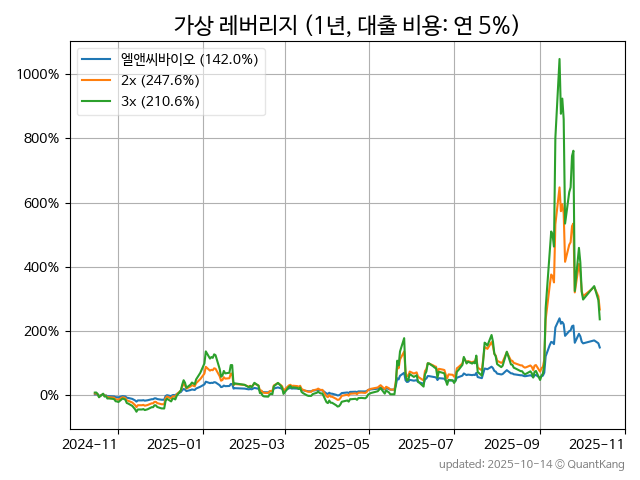 가상 레버리지 (1년, 대출 비용: 연 5%)
엘앤씨바이오 (142.0%)
2x (247.6%)
3x (210.6%)
1000%
800%
600%
400%
200%
0%
2024-11
2025-01
2025-03
2025-05
2025-07
2025-09
2025-11
updated: 2025-10-14 © QuantKang